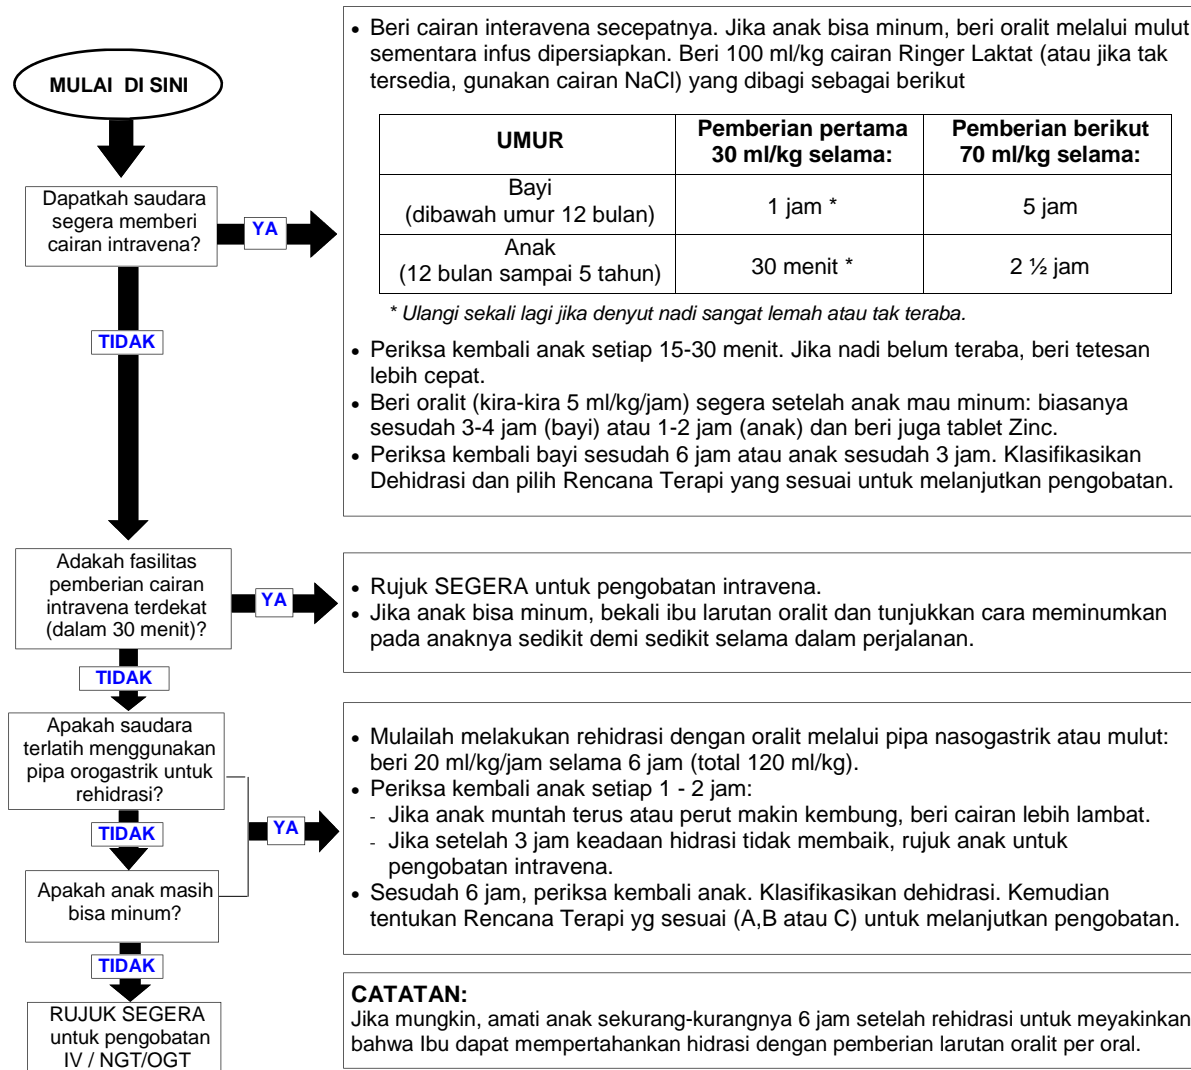 MULAI  DI SINI
Dapatkah saudara
segera memberi
cairan intravena?
YA
• Beri cairan interavena secepatnya. Jika anak bisa minum, beri oralit melalui mulut
sementara infus dipersiapkan. Beri 100 ml/kg cairan Ringer Laktat (atau jika tak
tersedia, gunakan cairan NaCl) yang dibagi sebagai berikut
UMUR
Pemberian pertama
30 ml/kg selama:
Pemberian berikut
70 ml/kg selama:
Bayi
(dibawah umur 12 bulan)
1 jam *
5 jam
Anak
(12 bulan sampai 5 tahun)
30 menit *
2 ½ jam
* Ulangi sekali lagi jika denyut nadi sangat lemah atau tak teraba.
• Periksa kembali anak setiap 15-30 menit. Jika nadi belum teraba, beri tetesan
lebih cepat.
• Beri oralit (kira-kira 5 ml/kg/jam) segera setelah anak mau minum: biasanya
sesudah 3-4 jam (bayi) atau 1-2 jam (anak) dan beri juga tablet Zinc.
• Periksa kembali bayi sesudah 6 jam atau anak sesudah 3 jam. Klasifikasikan
Dehidrasi dan pilih Rencana Terapi yang sesuai untuk melanjutkan pengobatan.
TIDAK
Adakah fasilitas
pemberian cairan
intravena terdekat
(dalam 30 menit)?
YA
• Rujuk SEGERA untuk pengobatan intravena.
• Jika anak bisa minum, bekali ibu larutan oralit dan tunjukkan cara meminumkan
pada anaknya sedikit demi sedikit selama dalam perjalanan.
TIDAK
Apakah saudara
terlatih menggunakan
pipa orogastrik untuk
rehidrasi?
TIDAK
Apakah anak masih
bisa minum?
YA
• Mulailah melakukan rehidrasi dengan oralit melalui pipa nasogastrik atau mulut:
beri 20 ml/kg/jam selama 6 jam (total 120 ml/kg).
• Periksa kembali anak setiap 1 - 2 jam:
- Jika anak muntah terus atau perut makin kembung, beri cairan lebih lambat.
- Jika setelah 3 jam keadaan hidrasi tidak membaik, rujuk anak untuk
pengobatan intravena.
• Sesudah 6 jam, periksa kembali anak. Klasifikasikan dehidrasi. Kemudian
tentukan Rencana Terapi yg sesuai (A,B atau C) untuk melanjutkan pengobatan.
TIDAK
RUJUK SEGERA
untuk pengobatan
IV / NGT/OGT
CATATAN:
Jika mungkin, amati anak sekurang-kurangnya 6 jam setelah rehidrasi untuk meyakinkan
bahwa Ibu dapat mempertahankan hidrasi dengan pemberian larutan oralit per oral.